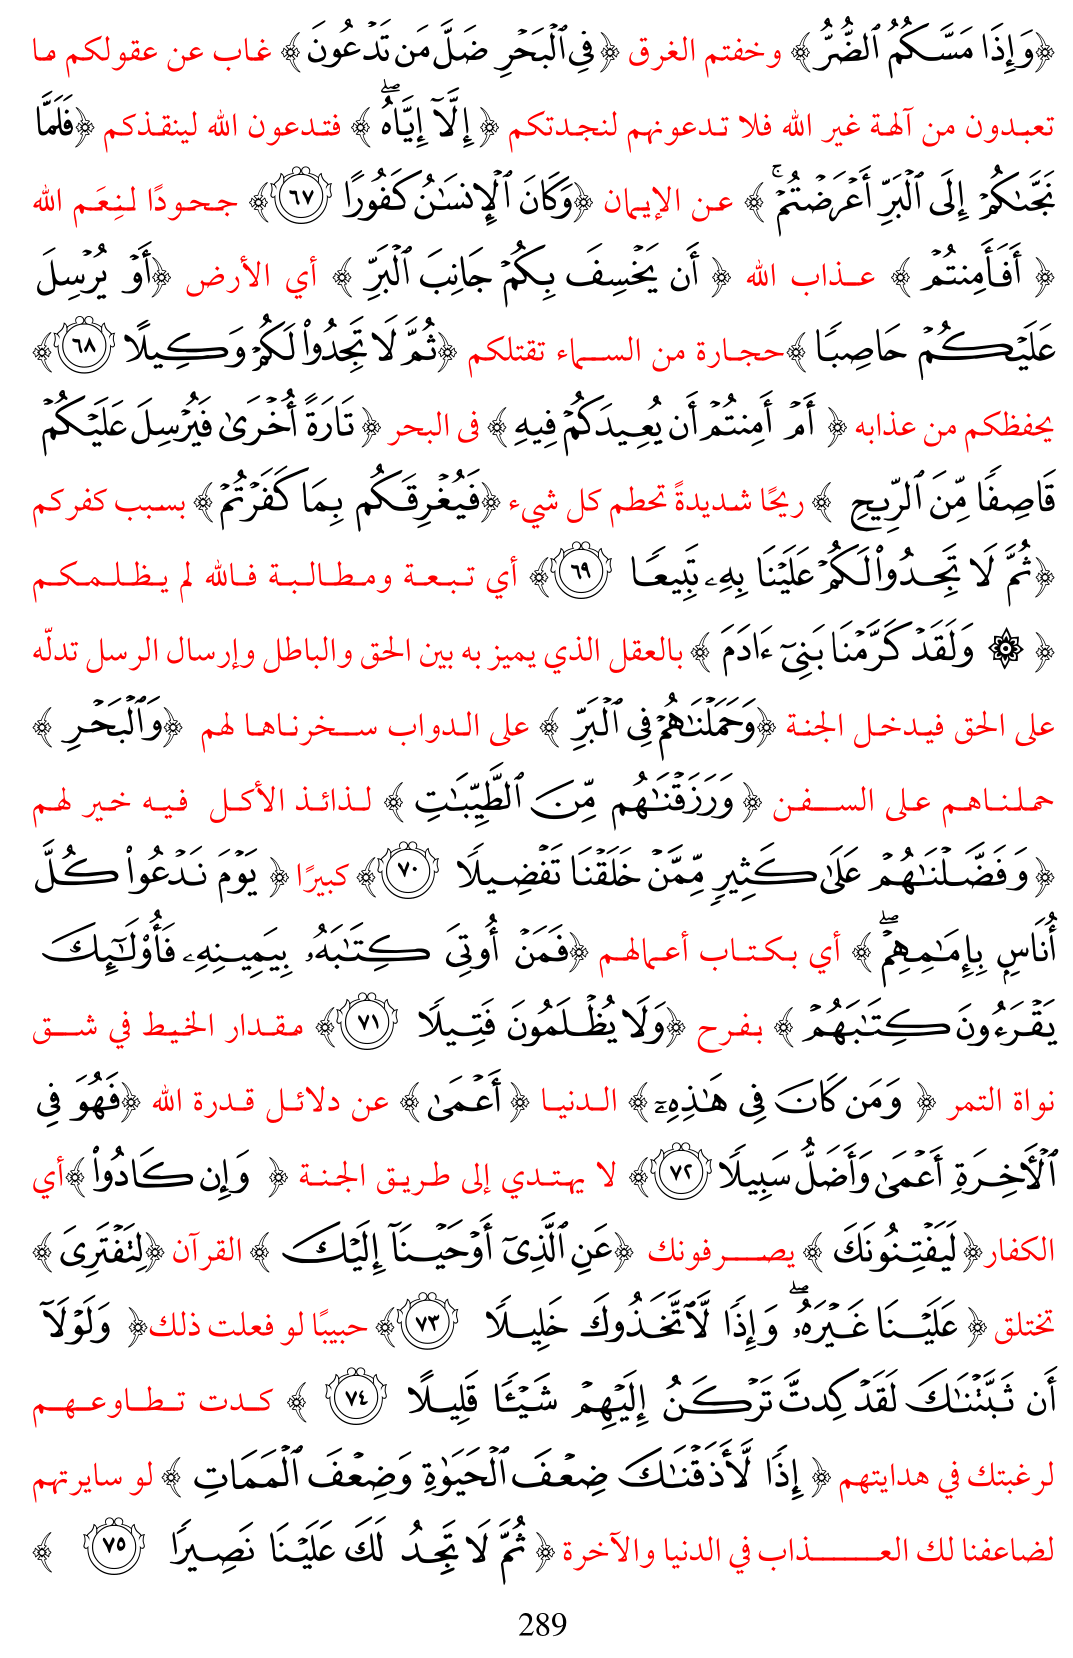 ﴿وَإِذَا مَسَّكُمُ ٱلضُّرُّ﴾ وخفتم الغرق ﴿فِى ٱلۡبَحۡرِ ضَلَّ مَن تَدۡعُونَ﴾ غاب عن عقولكم ما
تعبدون من آلهة غير الله فلا تدعونهم لنجدتكم ﴿إِلَّآ إِيَّاهُۖ﴾ فتدعون الله لينقذكم ﴿فَلَمَّا
نَجَّىٰكُمۡ إِلَى ٱلۡبَرِّ أَعۡرَضۡتُمۡۚ﴾ عن الإيمان ﴿وَكَانَ ٱلۡإِنسَٰنُ كَفُورًا ٦٧﴾ جحودًا لنِعَم الله
﴿أَفَأَمِنتُمۡ﴾ عذاب الله ﴿أَن يَخۡسِفَ بِكُمۡ جَانِبَ ٱلۡبَرِّ﴾ أي الأرض ﴿أَوۡ يُرۡسِلَ
عَلَيۡكُمۡ حَاصِبًا﴾ حجارة من السماء تقتلكم ﴿ثُمَّ لَا تَجِدُواْ لَكُمۡ وَكِيلًا ٦٨﴾
يحفظكم من عذابه ﴿أَمۡ أَمِنتُمۡ أَن يُعِيدَكُمۡ فِيهِ﴾ فى البحر ﴿تَارَةً أُخۡرَىٰ فَيُرۡسِلَ عَلَيۡكُمۡ
قَاصِفًا مِّنَ ٱلرِّيحِ﴾ ريحًا شديدةً تحطم كل شيء ﴿فَيُغۡرِقَكُم بِمَا كَفَرۡتُمۡ﴾ بسبب كفركم
﴿ثُمَّ لَا تَجِدُواْ لَكُمۡ عَلَيۡنَا بِهِۦ تَبِيعًا ٦٩﴾ أي تبعة ومطالبة فالله لم يظلمكم
﴿۞ وَلَقَدۡ كَرَّمۡنَا بَنِىٓ ءَادَمَ﴾ بالعقل الذي يميز به بين الحق والباطل وإرسال الرسل تدلّه
على الحق فيدخل الجنة ﴿وَحَمَلۡنَٰهُمۡ فِى ٱلۡبَرِّ﴾ على الدواب سخرناها لهم ﴿وَٱلۡبَحۡرِ﴾
حملناهم على السفن ﴿وَرَزَقۡنَٰهُم مِّنَ ٱلطَّيِّبَٰتِ﴾ لذائذ الأكل فيه خير لهم
﴿وَفَضَّلۡنَٰهُمۡ عَلَىٰ كَثِيرٍ مِّمَّنۡ خَلَقۡنَا تَفۡضِيلًا ٧٠﴾ كبيرًا ﴿يَوۡمَ نَدۡعُواْ كُلَّ
أُنَاسٍ بِإِمَٰمِهِمۡۖ﴾ أي بكتاب أعمالهم ﴿فَمَنۡ أُوتِىَ كِتَٰبَهُۥ بِيَمِينِهِۦ فَأُوْلَٰٓئِكَ
يَقۡرَءُونَ كِتَٰبَهُمۡ﴾ بفرح ﴿وَلَا يُظۡلَمُونَ فَتِيلًا ٧١﴾ مقدار الخيط في شق
نواة التمر ﴿وَمَن كَانَ فِى هَٰذِهِۦٓ﴾ الدنيا ﴿أَعۡمَىٰ﴾ عن دلائل قدرة الله ﴿فَهُوَ فِى
ٱلۡأَخِرَةِ أَعۡمَىٰ وَأَضَلُّ سَبِيلًا ٧٢﴾ لا يهتدي إلى طريق الجنة ﴿وَإِن كَادُواْ﴾ أي
الكفار ﴿لَيَفۡتِنُونَكَ﴾ يصرفونك ﴿عَنِ ٱلَّذِىٓ أَوۡحَيۡنَآ إِلَيۡكَ﴾ القرآن ﴿لِتَفۡتَرِىَ﴾
تختلق ﴿عَلَيۡنَا غَيۡرَهُۥۖ وَإِذًا لَّٱتَّخَذُوكَ خَلِيلًا ٧٣﴾ حبيبًا لو فعلت ذلك ﴿وَلَوۡلَآ
أَن ثَبَّتۡنَٰكَ لَقَدۡ كِدتَّ تَرۡكَنُ إِلَيۡهِمۡ شَيۡـًٔا قَلِيلًا ٧٤﴾ كدت تطاوعهم
لرغبتك في هدايتهم ﴿إِذًا لَّأَذَقۡنَٰكَ ضِعۡفَ ٱلۡحَيَوٰةِ وَضِعۡفَ ٱلۡمَمَاتِ﴾ لو سايرتهم
لضاعفنا لك العذاب في الدنيا والآخرة ﴿ثُمَّ لَا تَجِدُ لَكَ عَلَيۡنَا نَصِيرًا ٧٥﴾
289